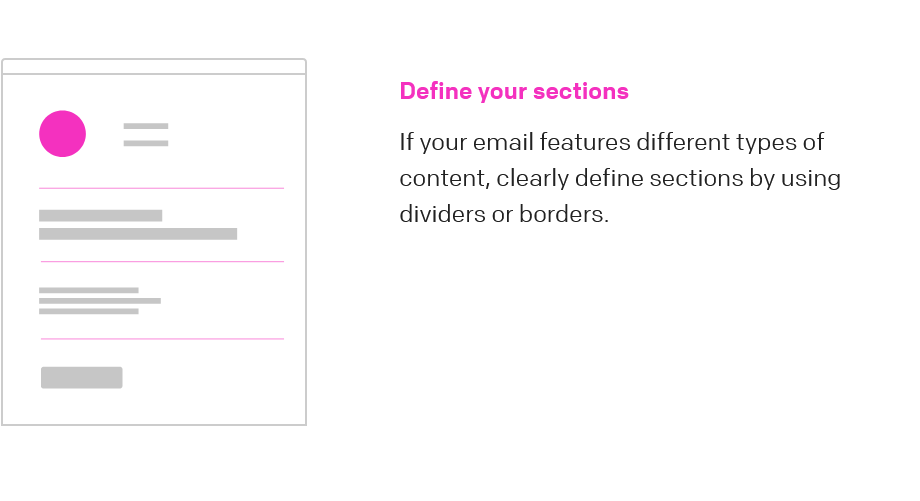 Define your sections
If your email features different types of
content, clearly define sections by using
dividers or borders.